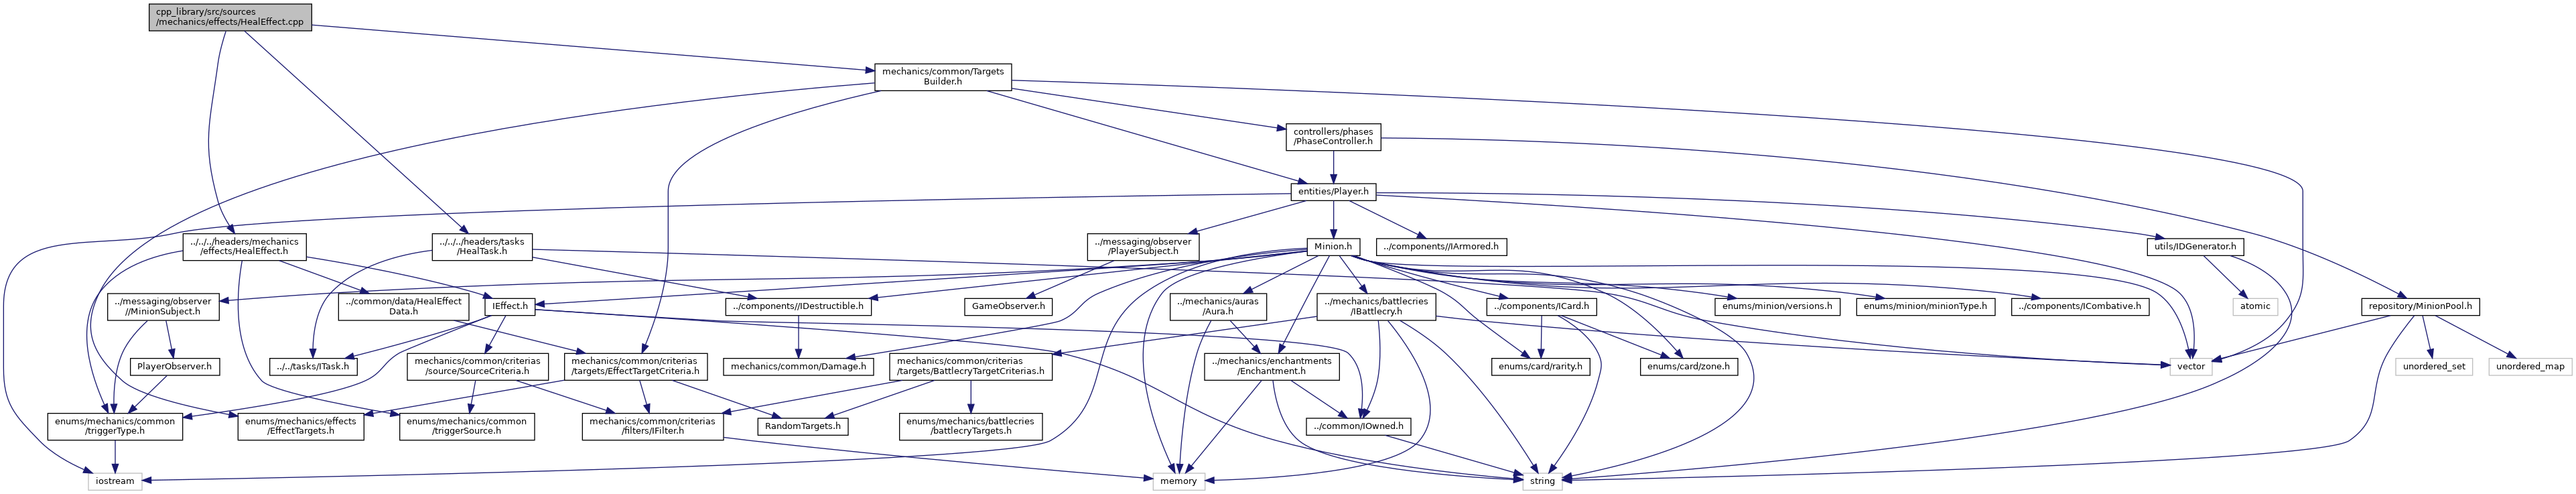 cpp_library/src/sources
/mechanics/effects/HealEffect.cpp
mechanics/common/Targets
Builder.h
controllers/phases
/PhaseController.h
entities/Player.h
../../../headers/mechanics
/effects/HealEffect.h
../../../headers/tasks
/HealTask.h
../messaging/observer
/PlayerSubject.h
Minion.h
../components//IArmored.h
utils/IDGenerator.h
../messaging/observer
//MinionSubject.h
../common/data/HealEffect
Data.h
IEffect.h
../components//IDestructible.h
GameObserver.h
../mechanics/auras
/Aura.h
../mechanics/battlecries
/IBattlecry.h
../components/ICard.h
enums/minion/versions.h
enums/minion/minionType.h
../components/ICombative.h
atomic
repository/MinionPool.h
PlayerObserver.h
../../tasks/ITask.h
mechanics/common/criterias
/source/SourceCriteria.h
mechanics/common/criterias
/targets/EffectTargetCriteria.h
mechanics/common/Damage.h
mechanics/common/criterias
/targets/BattlecryTargetCriterias.h
../mechanics/enchantments
/Enchantment.h
enums/card/rarity.h
enums/card/zone.h
vector
unordered_set
unordered_map
enums/mechanics/common
/triggerType.h
enums/mechanics/effects
/EffectTargets.h
enums/mechanics/common
/triggerSource.h
mechanics/common/criterias
/filters/IFilter.h
RandomTargets.h
enums/mechanics/battlecries
/battlecryTargets.h
../common/IOwned.h
iostream
memory
string